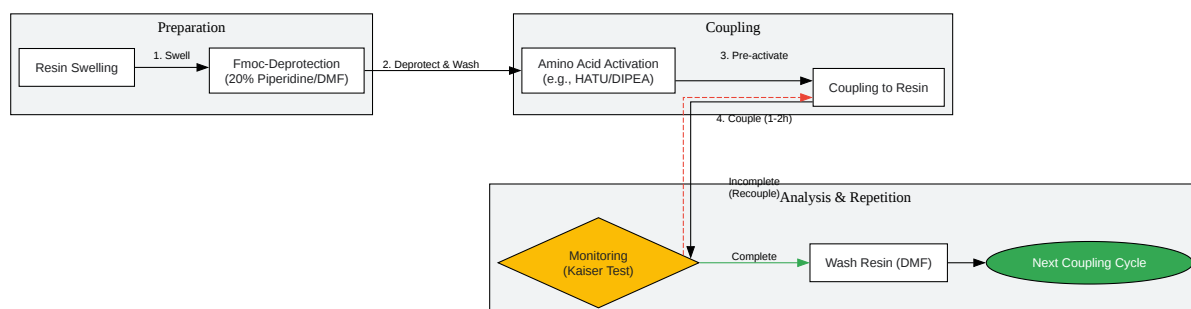 Preparation
Resin Swelling
1. Swell
Fmoc-Deprotection
(20% Piperidine/DMF)
2. Deprotect & Wash
Coupling
Amino Acid Activation
(e.g., HATU/DIPEA)
3. Pre-activate
Coupling to Resin
4. Couple (1-2h)
Incomplete
(Recouple)
Analysis & Repetition
Monitoring
(Kaiser Test)
Complete
Wash Resin (DMF)
Next Coupling Cycle